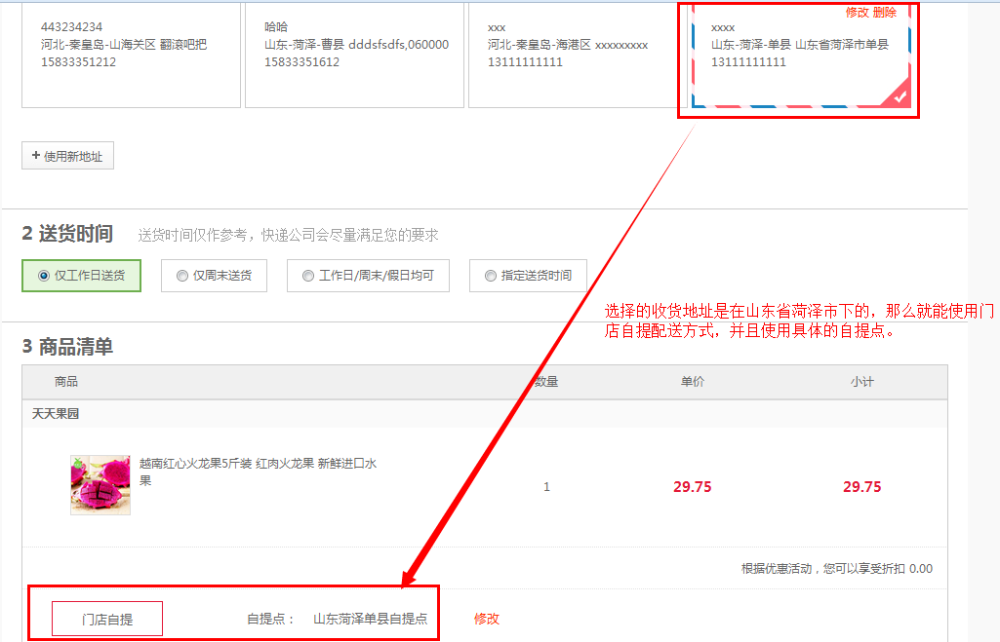 443234234
河北-秦皇岛-山海关区 翻滚吧把
15833351212
哈哈
山东-菏泽-曹县 dddsfsdfs,060000
15833351612
xxx
河北-秦皇岛-海港区 xxxxxxxxx
13111111111
修改 删除
xxxx
山东-菏泽-单县 山东省菏泽市单县
13111111111
+ 使用新地址
2 送货时间 送货时间仅作参考，快递公司会尽量满足您的要求
仅工作日送货 仅周末送货 工作日/周末/假日均可 指定送货时间
选择的收货地址是在山东省菏泽市下的，那么就能使用门
店自提配送方式，并且使用具体的自提点。
3 商品清单
商品 数量 单价 小计
天天果园
越南红心火龙果5斤装 红肉火龙果 新鲜进口水
果
1 29.75 29.75
根据优惠活动，您可以享受折扣 0.00
门店自提 自提点： 山东菏泽单县自提点 修改